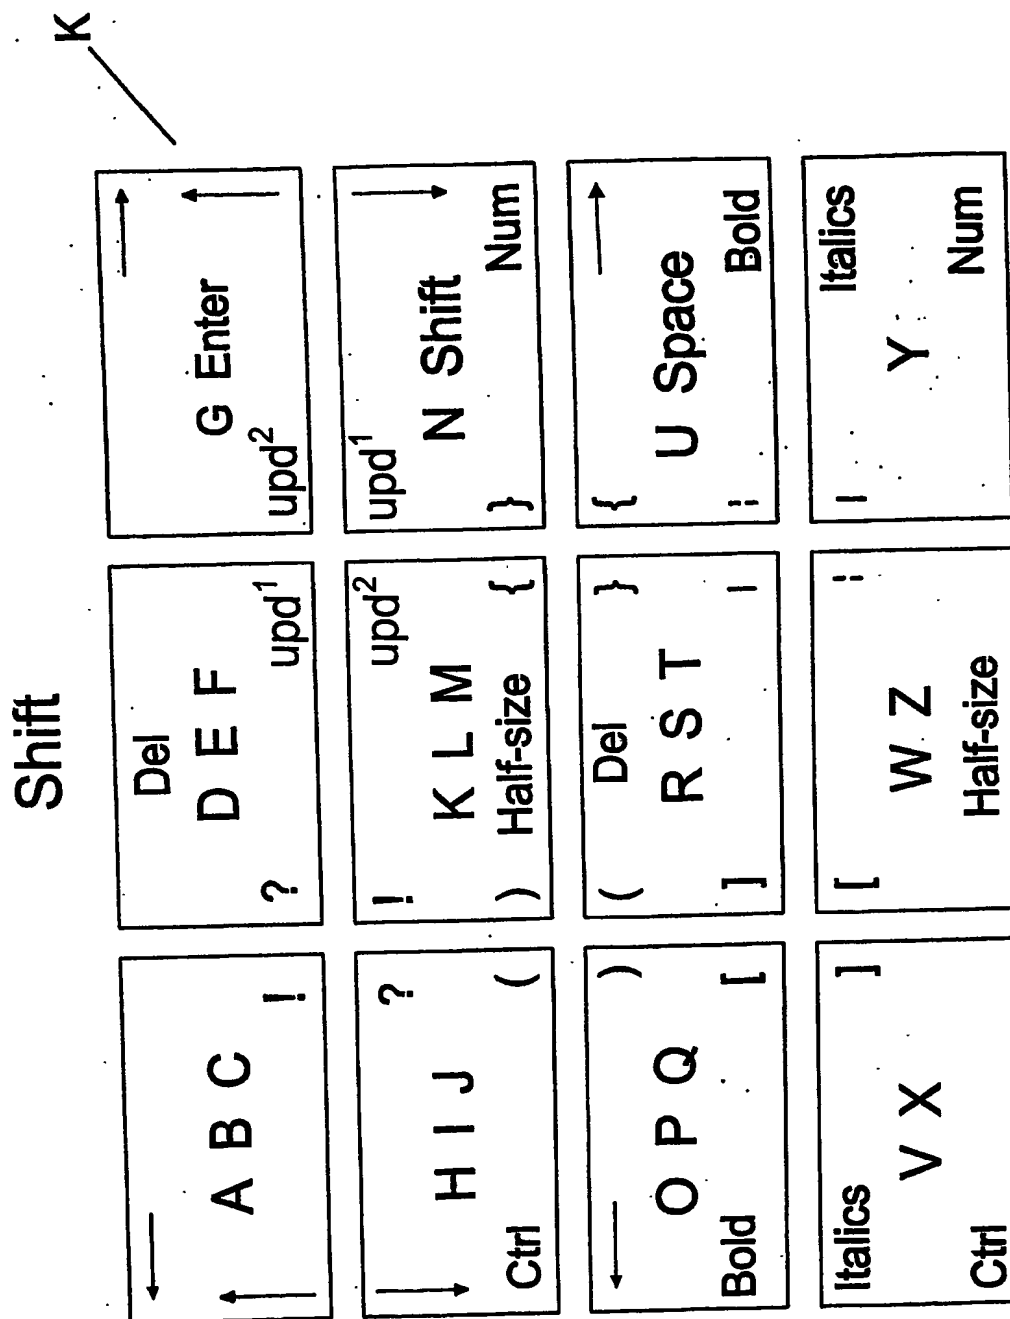 Shift
K
A B C
!
Del
D E F
? upd¹
G Enter
upd²
?
H I J
Ctrl (
! upd²
K L M
) Half-size {
upd¹
N Shift
} Num
)
O P Q
Bold [
( Del }
R S T
] |
{
U Space
¦ Bold
Italics ]
V X
Ctrl
[ ¦
W Z
Half-size
| Italics
Y
Num